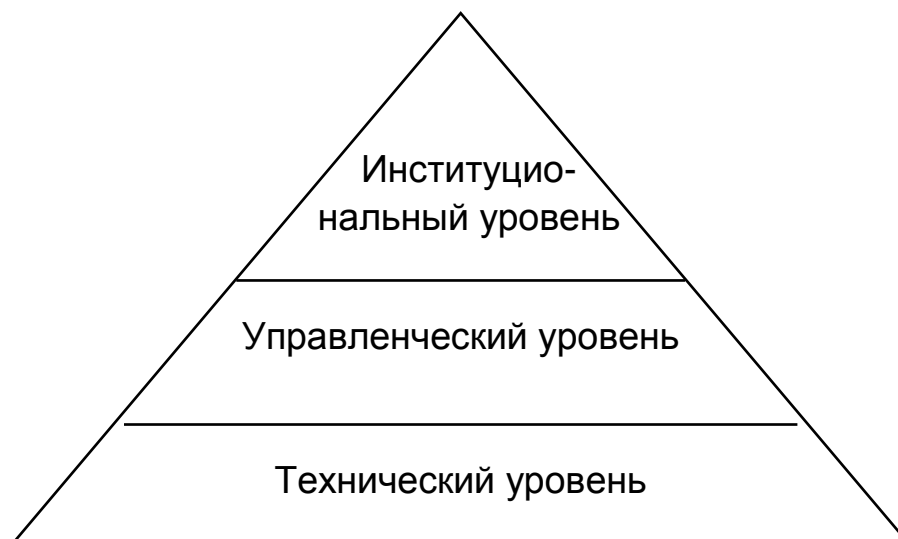 Институцио-
нальный уровень
Управленческий уровень
Технический уровень